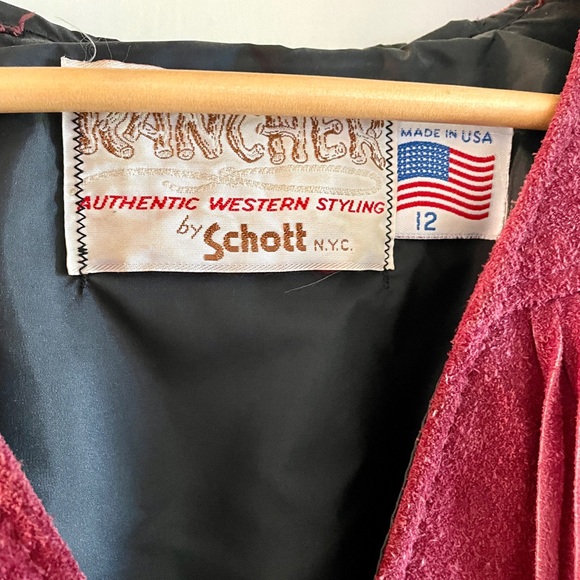 RANCHER
AUTHENTIC WESTERN STYLING
by Schott N.Y.C.
MADE IN USA
12